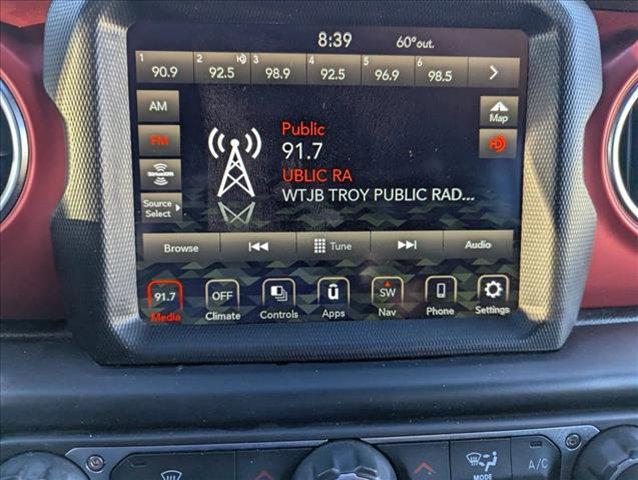 8:39 60°out.
1 2 3 4 5 6
90.9 92.5 98.9 92.5 96.9 98.5
AM
Map
FM
Public
91.7
SiriusXM
UBLIC RA
WTJB TROY PUBLIC RAD...
Source
Select
Browse Tune Audio
91.7 OFF SW
Media Climate Controls Apps Nav Phone Settings
MODE A/C